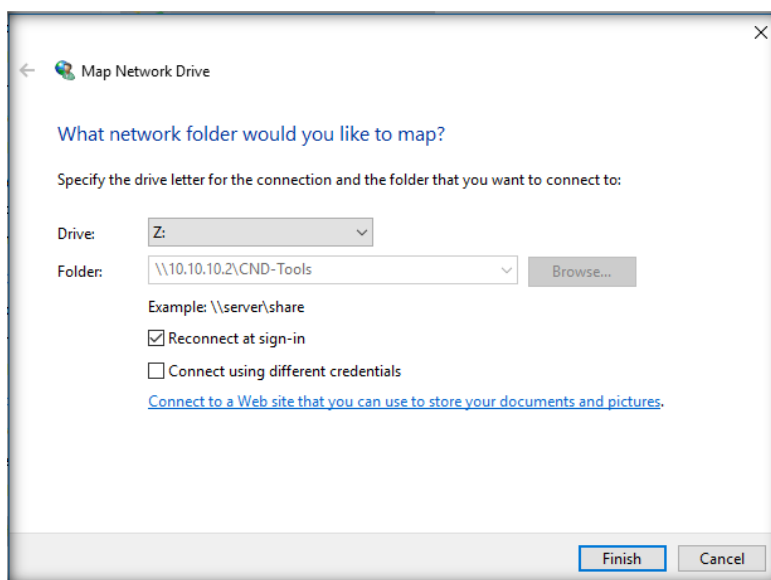 Map Network Drive
What network folder would you like to map?
Specify the drive letter for the connection and the folder that you want to connect to:
Drive: Z:
Folder: \\10.10.10.2\CND-Tools Browse...
Example: \\server\share
Reconnect at sign-in
Connect using different credentials
Connect to a Web site that you can use to store your documents and pictures.
Finish Cancel